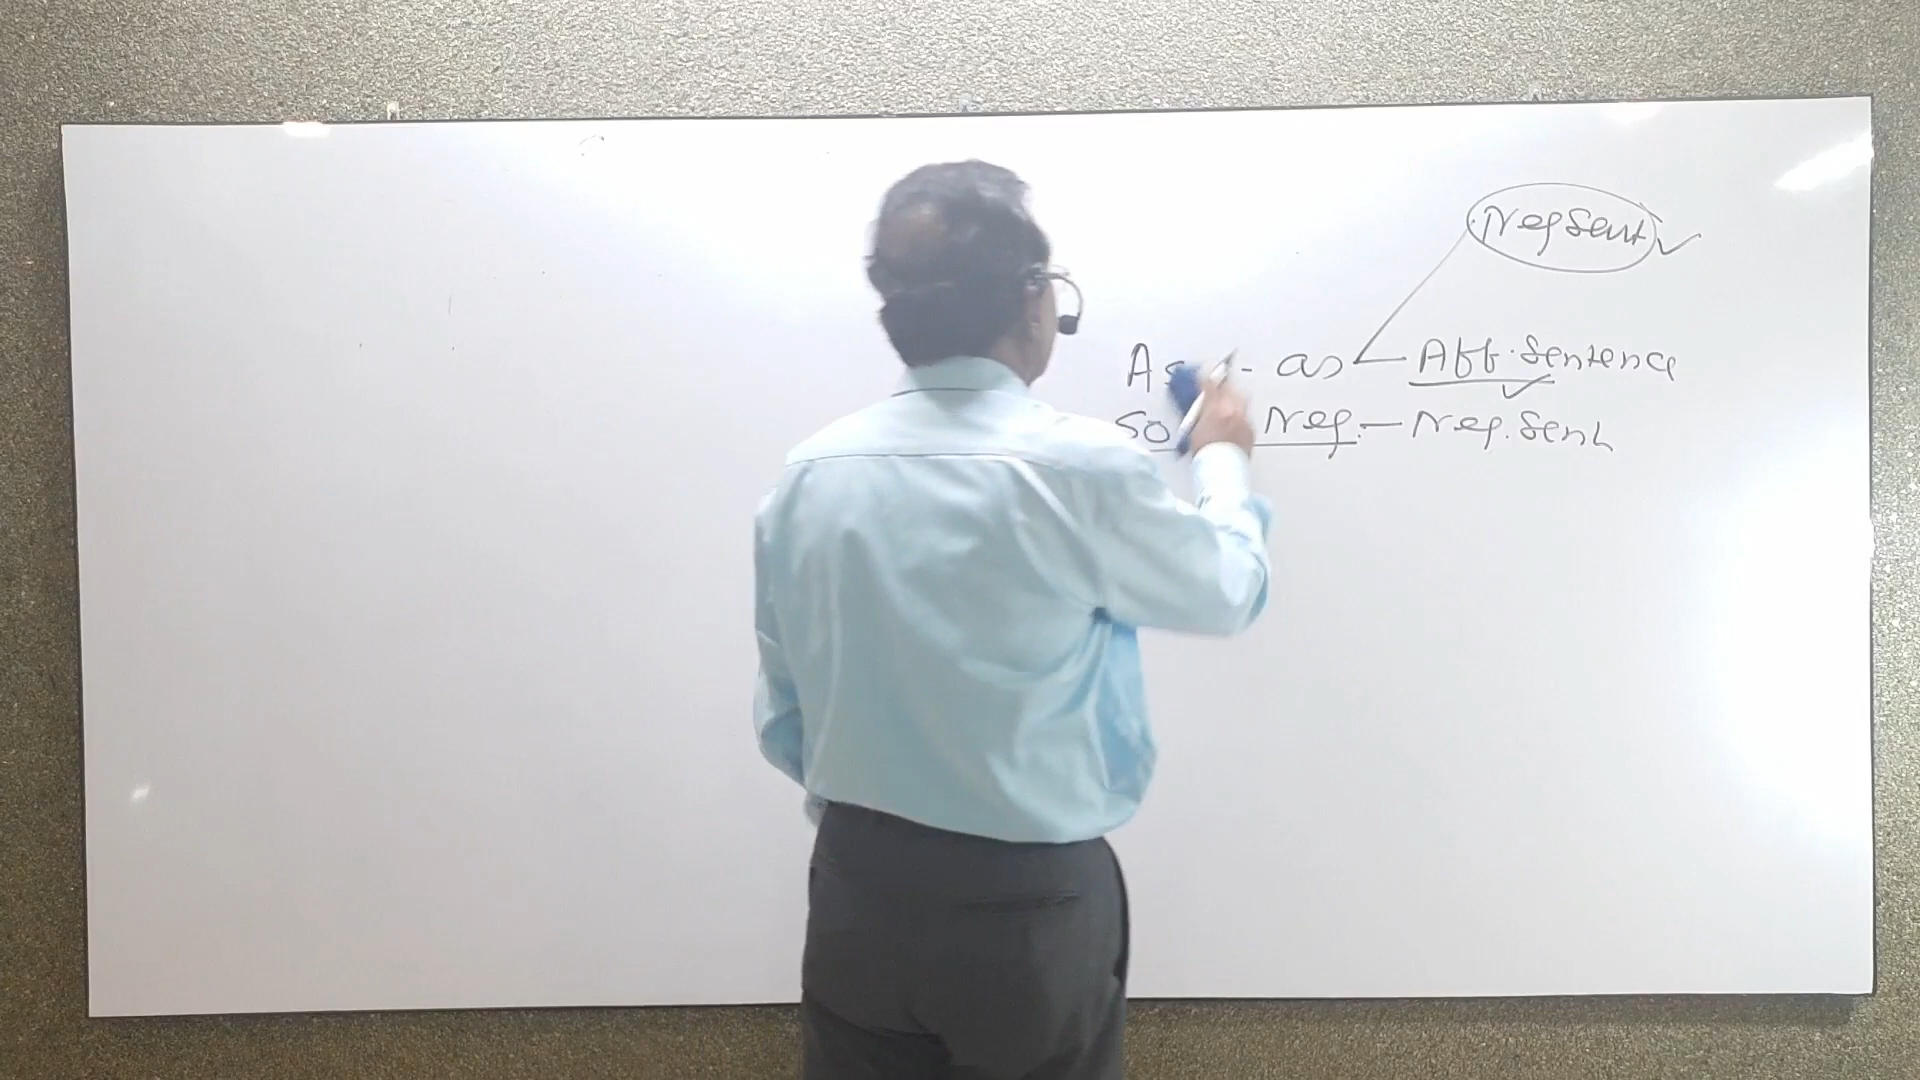 Neg Sent ✓
As - as - Aff. Sentence
So Neg. - Neg. Sent